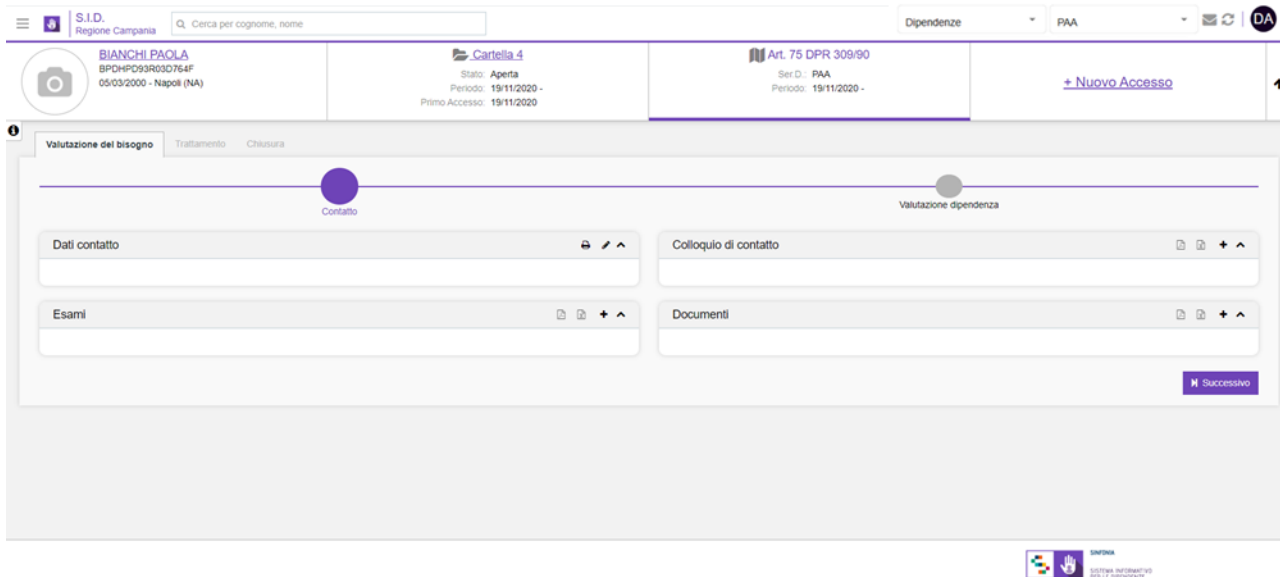 S.I.D.
Regione Campania
Cerca per cognome, nome
Dipendenze
PAA
DA
BIANCHI PAOLA
BPDHPD93R03D764F
05/03/2000 - Napoli (NA)
Cartella 4
Stato: Aperta
Periodo: 19/11/2020 -
Primo Accesso: 19/11/2020
Art. 75 DPR 309/90
Ser.D.: PAA
Periodo: 19/11/2020 -
+ Nuovo Accesso
Valutazione del bisogno Trattamento Chiusura
Contatto
Valutazione dipendenza
Dati contatto
Colloquio di contatto
Esami
Documenti
Successivo
SINFONIA
SISTEMA INFORMATIVO